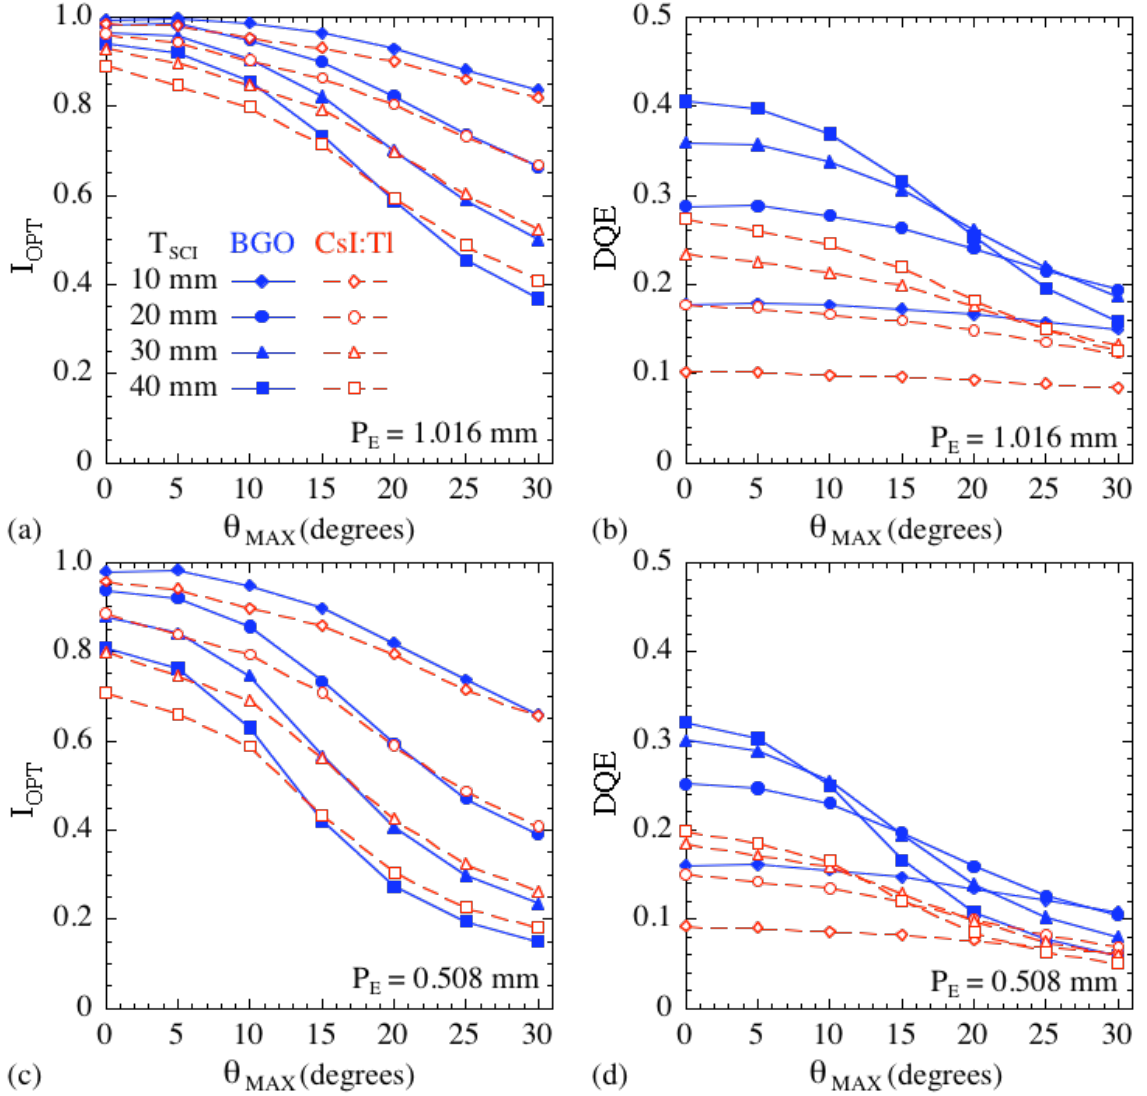 1.0
0.8
0.6
0.4
0.2
0
I_OPT
T_SCI BGO CsI:Tl
10 mm
20 mm
30 mm
40 mm
P_E = 1.016 mm
0 5 10 15 20 25 30
(a) θ_MAX (degrees)
0.5
0.4
0.3
0.2
0.1
0
DQE
P_E = 1.016 mm
0 5 10 15 20 25 30
(b) θ_MAX (degrees)
1.0
0.8
0.6
0.4
0.2
0
I_OPT
P_E = 0.508 mm
0 5 10 15 20 25 30
(c) θ_MAX (degrees)
0.5
0.4
0.3
0.2
0.1
0
DQE
P_E = 0.508 mm
0 5 10 15 20 25 30
(d) θ_MAX (degrees)